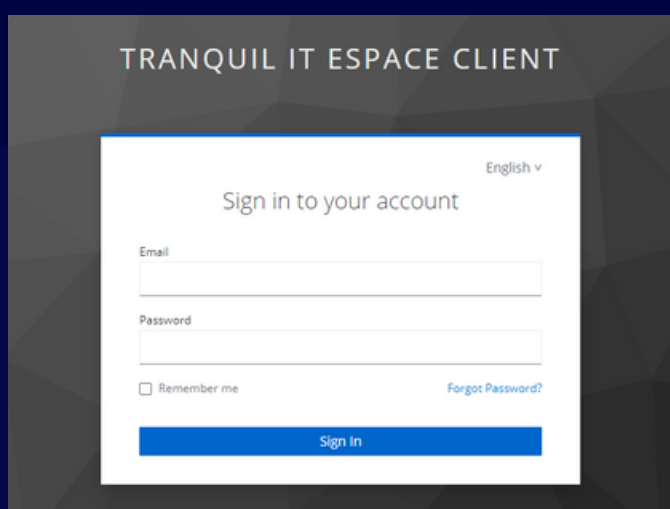 TRANQUIL IT ESPACE CLIENT
English
Sign in to your account
Email
Password
Remember me
Forgot Password?
Sign In